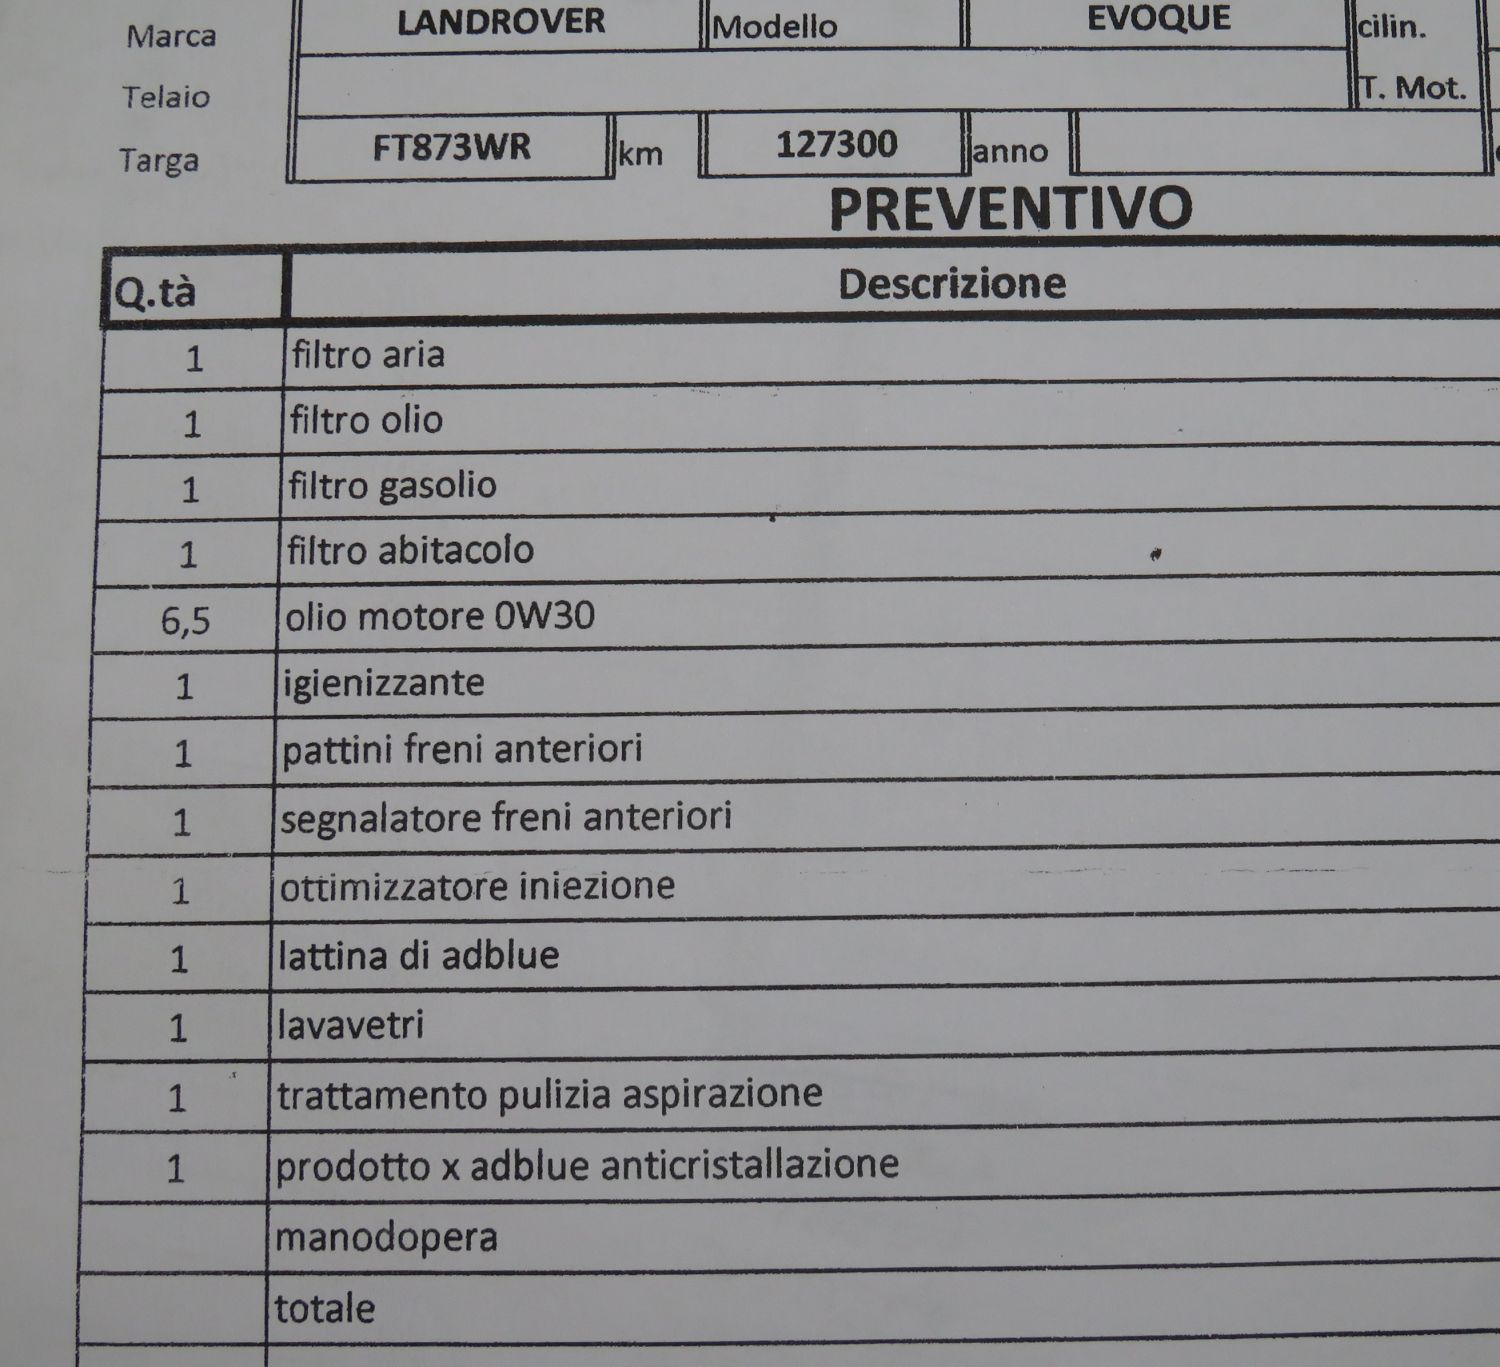 Marca LANDROVER Modello EVOQUE cilin.
Telaio T. Mot.
Targa FT873WR km 127300 anno
PREVENTIVO
Q.tà Descrizione
1 filtro aria
1 filtro olio
1 filtro gasolio
1 filtro abitacolo
6,5 olio motore 0W30
1 igienizzante
1 pattini freni anteriori
1 segnalatore freni anteriori
1 ottimizzatore iniezione
1 lattina di adblue
1 lavavetri
1 trattamento pulizia aspirazione
1 prodotto x adblue anticristallazione
manodopera
totale